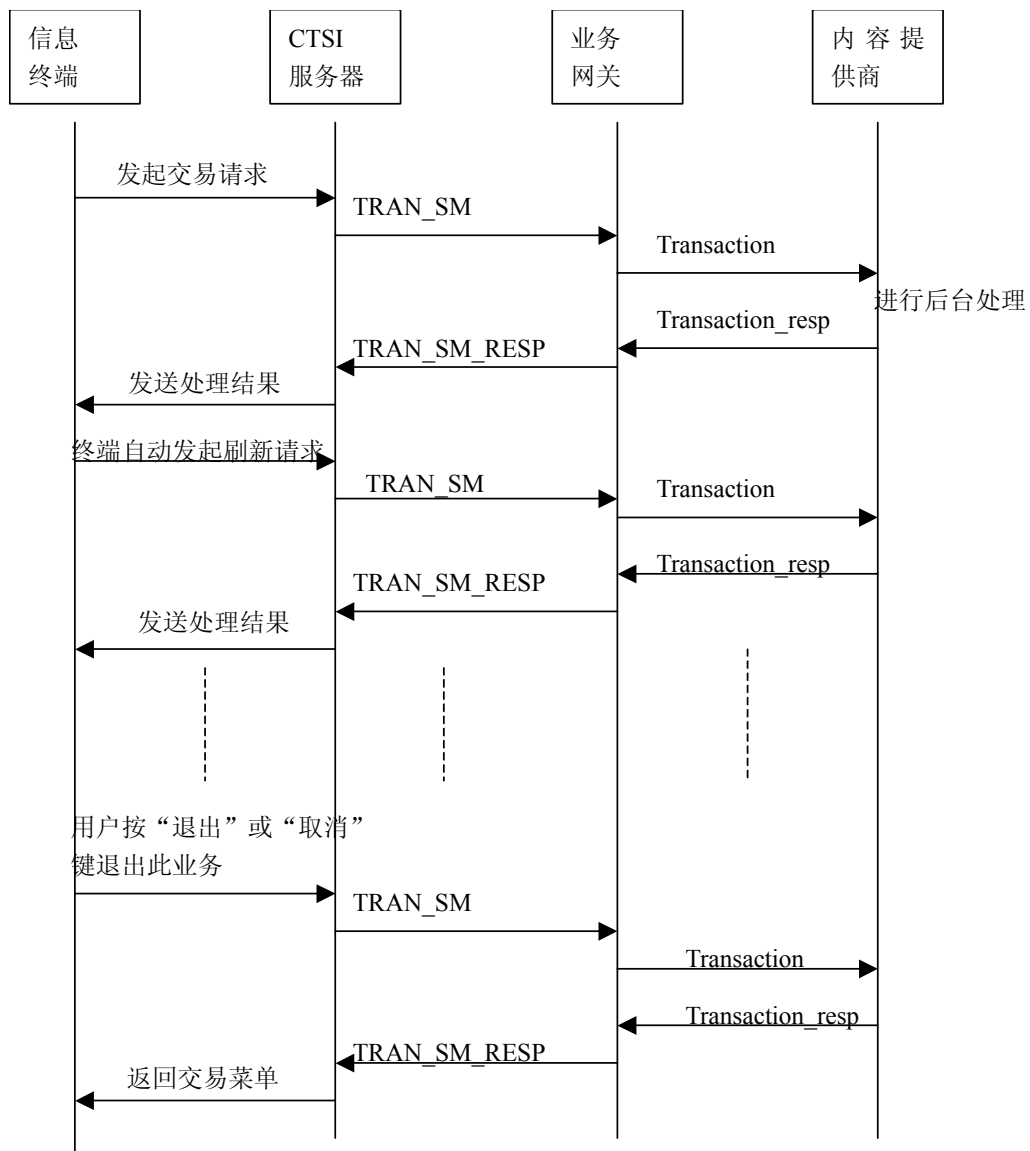 信息
终端
CTSI
服务器
业务
网关
内 容 提
供商
发起交易请求
TRAN_SM
Transaction
进行后台处理
Transaction_resp
TRAN_SM_RESP
发送处理结果
终端自动发起刷新请求
TRAN_SM
Transaction
Transaction_resp
TRAN_SM_RESP
发送处理结果
用户按“退出”或“取消”
键退出此业务
TRAN_SM
Transaction
Transaction_resp
TRAN_SM_RESP
返回交易菜单